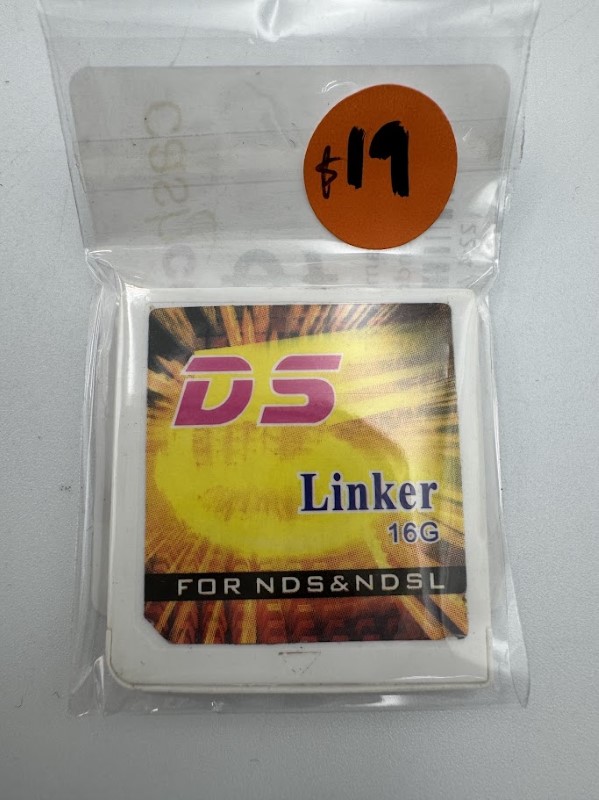 $19
DS
Linker
16G
FOR NDS&NDSL